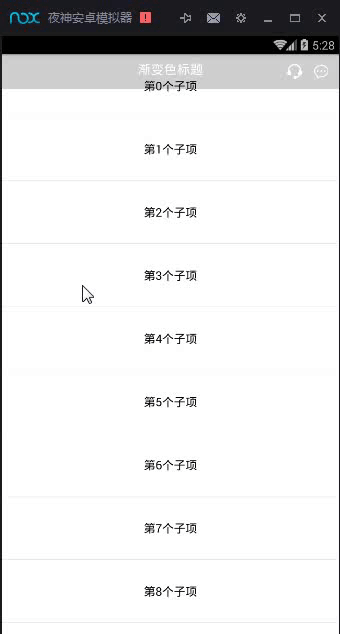 nox 夜神安卓模拟器
5:28
渐变色标题
第0个子项
第1个子项
第2个子项
第3个子项
第4个子项
第5个子项
第6个子项
第7个子项
第8个子项